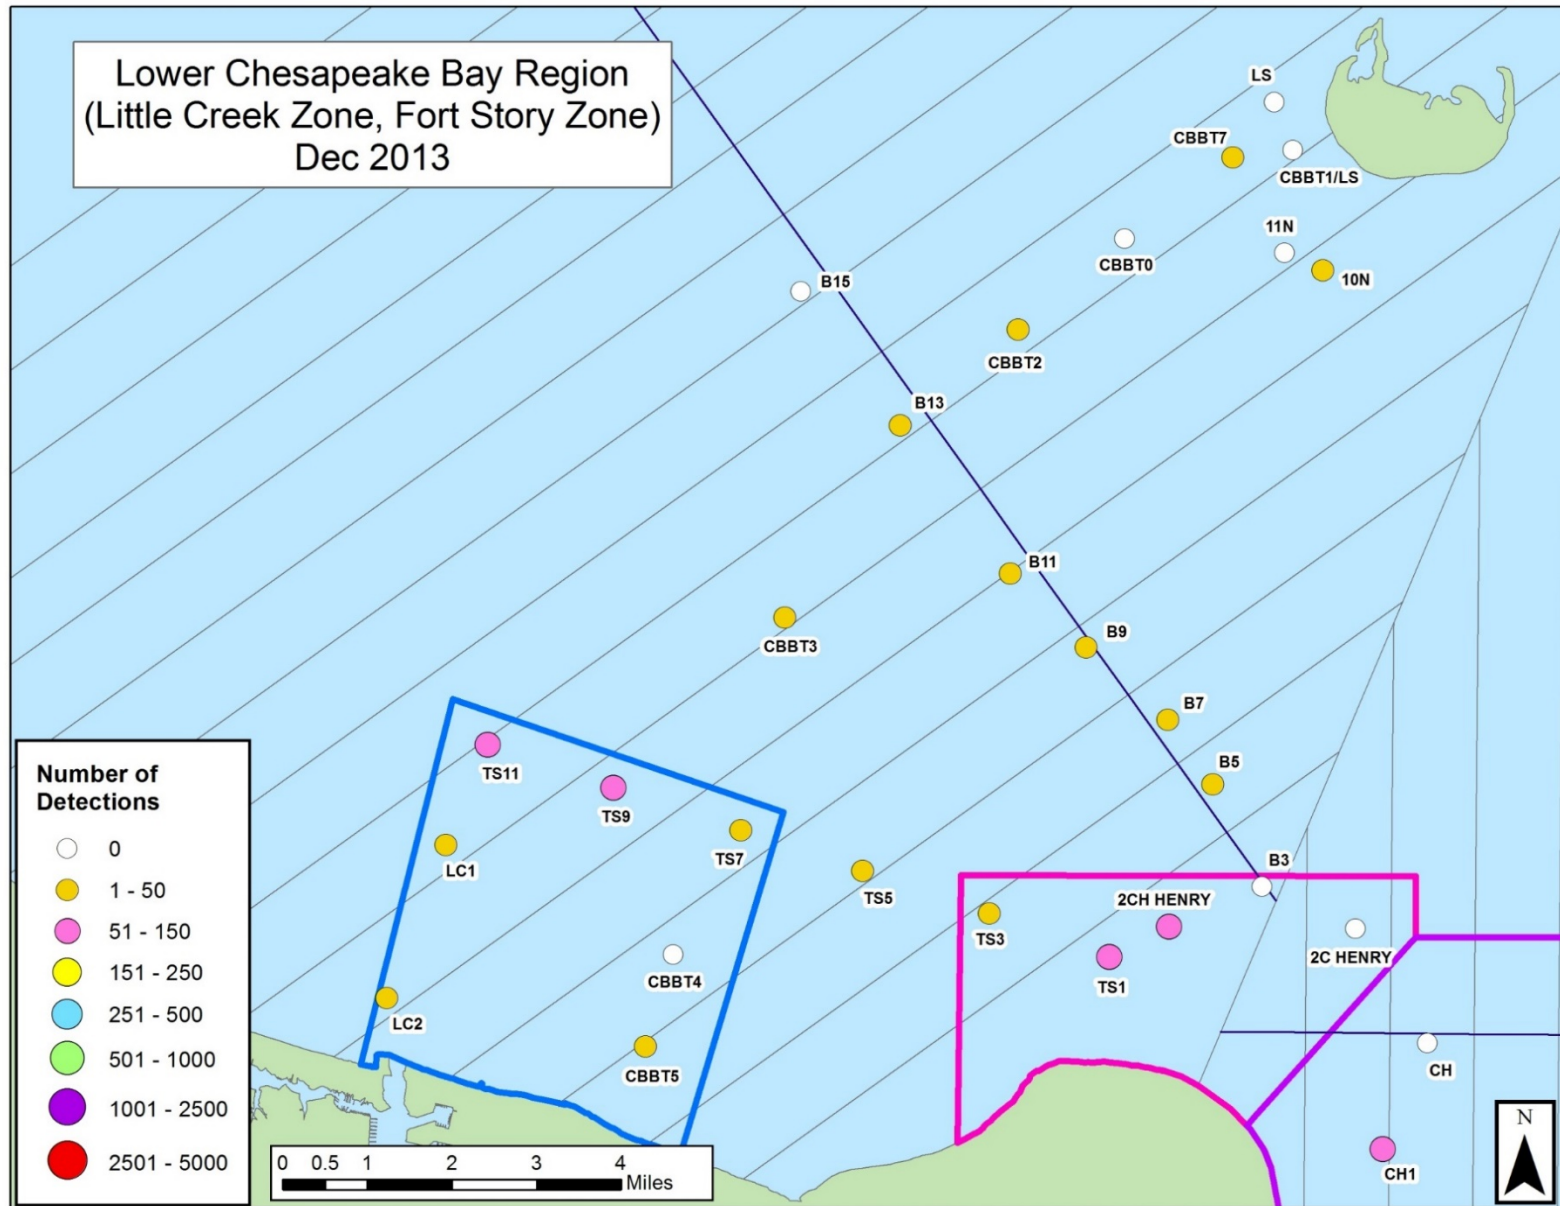 Lower Chesapeake Bay Region
(Little Creek Zone, Fort Story Zone)
Dec 2013
LS
CBBT7
CBBT1/LS
11N
CBBT0
10N
B15
CBBT2
B13
B11
CBBT3
B9
B7
B5
TS11
TS9
TS7
LC1
B3
TS5
2CH HENRY
TS3
2C HENRY
TS1
CBBT4
LC2
CH
CBBT5
CH1
Number of
Detections
0
1 - 50
51 - 150
151 - 250
251 - 500
501 - 1000
1001 - 2500
2501 - 5000
0 0.5 1 2 3 4
Miles
N